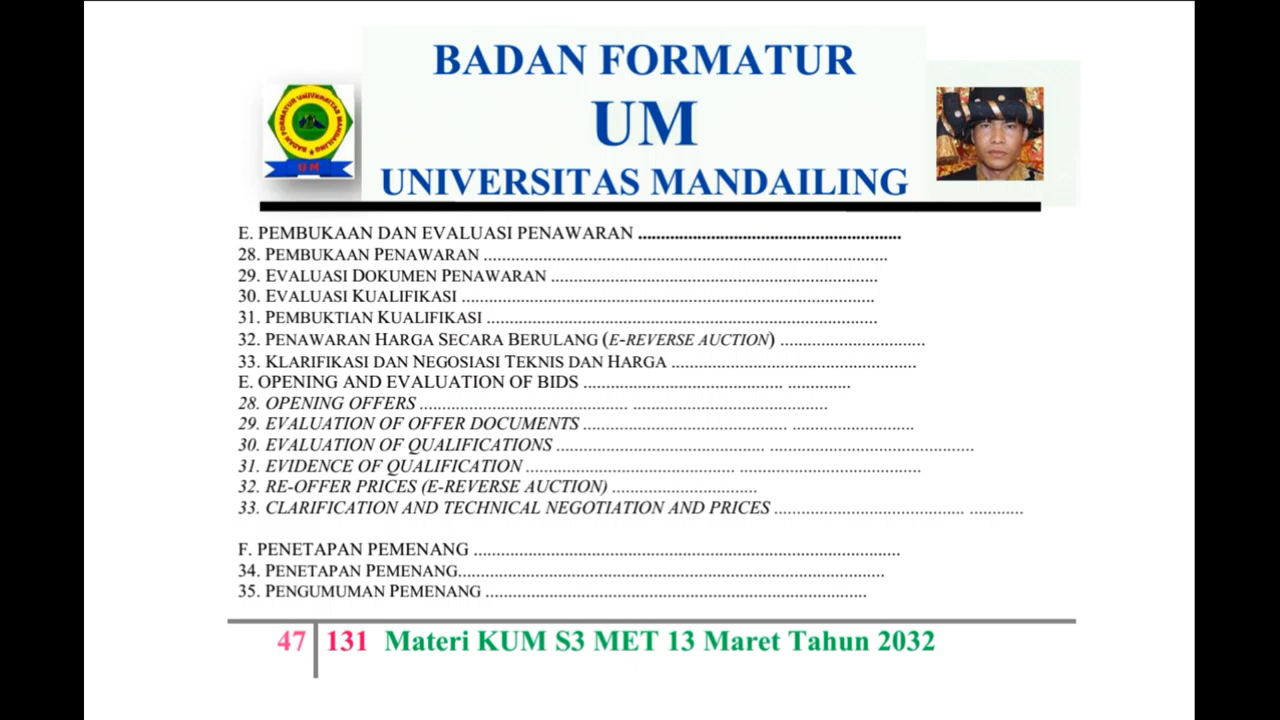 BADAN FORMATUR
UM
UNIVERSITAS MANDAILING
BADAN FORMATUR UNIVERSITAS MANDAILING
U M
E. PEMBUKAAN DAN EVALUASI PENAWARAN ..........................................................
28. PEMBUKAAN PENAWARAN ........................................................................................
29. EVALUASI DOKUMEN PENAWARAN ......................................................................
30. EVALUASI KUALIFIKASI .........................................................................................
31. PEMBUKTIAN KUALIFIKASI ....................................................................................
32. PENAWARAN HARGA SECARA BERULANG (E-REVERSE AUCTION) ................................
33. KLARIFIKASI DAN NEGOSIASI TEKNIS DAN HARGA .....................................................
E. OPENING AND EVALUATION OF BIDS ........................................... ..............
28. OPENING OFFERS ............................................. ..........................................
29. EVALUATION OF OFFER DOCUMENTS ............................................ ..........................
30. EVALUATION OF QUALIFICATIONS ............................................. ............................................
31. EVIDENCE OF QUALIFICATION ............................................. .......................................
32. RE-OFFER PRICES (E-REVERSE AUCTION) ...............................
33. CLARIFICATION AND TECHNICAL NEGOTIATION AND PRICES ......................................... ............
F. PENETAPAN PEMENANG ............................................................................................
34. PENETAPAN PEMENANG............................................................................................
35. PENGUMUMAN PEMENANG ..................................................................................
47 131 Materi KUM S3 MET 13 Maret Tahun 2032